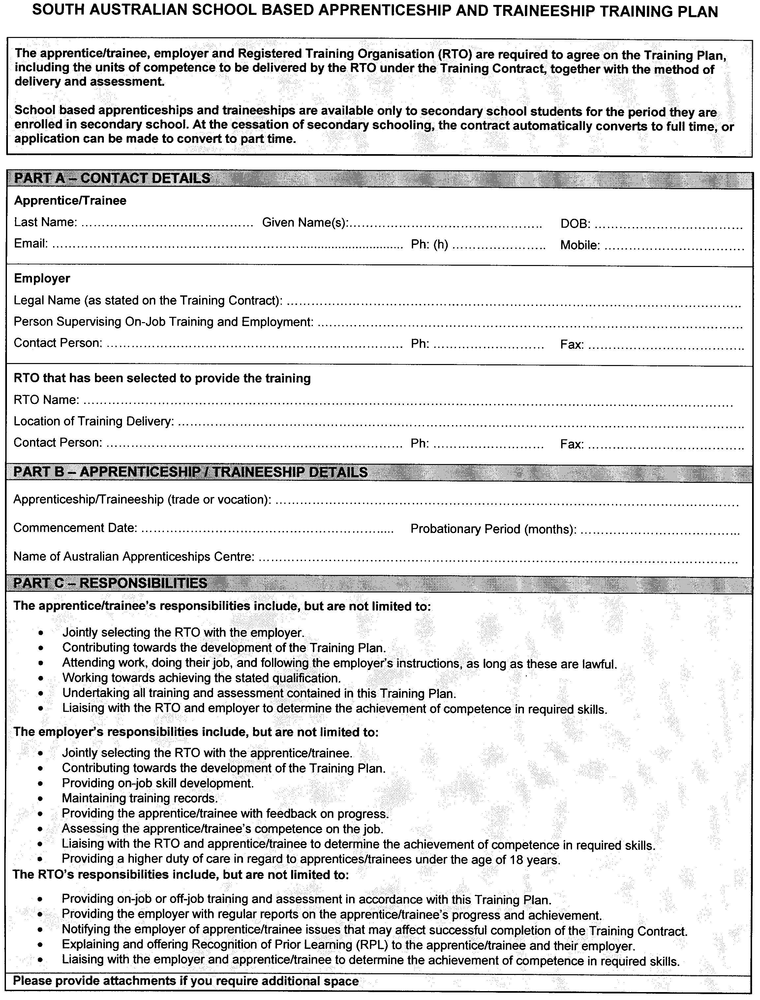 SOUTH AUSTRALIAN SCHOOL BASED APPRENTICESHIP AND TRAINEESHIP TRAINING PLAN
The apprentice/trainee, employer and Registered Training Organisation (RTO) are required to agree on the Training Plan,
including the units of competence to be delivered by the RTO under the Training Contract, together with the method of
delivery and assessment.
School based apprenticeships and traineeships are available only to secondary school students for the period they are
enrolled in secondary school. At the cessation of secondary schooling, the contract automatically converts to full time, or
application can be made to convert to part time.
PART A – CONTACT DETAILS
Apprentice/Trainee
Last Name: .......................................... Given Name(s):............................................... DOB: ....................................
Email: ..................................................................................... Ph: (h) ....................... Mobile: ..................................
Employer
Legal Name (as stated on the Training Contract): ..............................................................................................................
Person Supervising On-Job Training and Employment: .......................................................................................................
Contact Person: ........................................................................ Ph: ........................... Fax: ......................................
RTO that has been selected to provide the training
RTO Name: ..............................................................................................................................................................
Location of Training Delivery: ........................................................................................................................................
Contact Person: ........................................................................ Ph: ........................... Fax: ......................................
PART B – APPRENTICESHIP / TRAINEESHIP DETAILS
Apprenticeship/Traineeship (trade or vocation): ................................................................................................................
Commencement Date: ............................................................. Probationary Period (months): .......................................
Name of Australian Apprenticeships Centre: ....................................................................................................................
PART C – RESPONSIBILITIES
The apprentice/trainee's responsibilities include, but are not limited to:
• Jointly selecting the RTO with the employer.
• Contributing towards the development of the Training Plan.
• Attending work, doing their job, and following the employer's instructions, as long as these are lawful.
• Working towards achieving the stated qualification.
• Undertaking all training and assessment contained in this Training Plan.
• Liaising with the RTO and employer to determine the achievement of competence in required skills.
The employer's responsibilities include, but are not limited to:
• Jointly selecting the RTO with the apprentice/trainee.
• Contributing towards the development of the Training Plan.
• Providing on-job skill development.
• Maintaining training records.
• Providing the apprentice/trainee with feedback on progress.
• Assessing the apprentice/trainee's competence on the job.
• Liaising with the RTO and apprentice/trainee to determine the achievement of competence in required skills.
• Providing a higher duty of care in regard to apprentices/trainees under the age of 18 years.
The RTO's responsibilities include, but are not limited to:
• Providing on-job or off-job training and assessment in accordance with this Training Plan.
• Providing the employer with regular reports on the apprentice/trainee's progress and achievement.
• Notifying the employer of apprentice/trainee issues that may affect successful completion of the Training Contract.
• Explaining and offering Recognition of Prior Learning (RPL) to the apprentice/trainee and their employer.
• Liaising with the employer and apprentice/trainee to determine the achievement of competence in required skills.
Please provide attachments if you require additional space